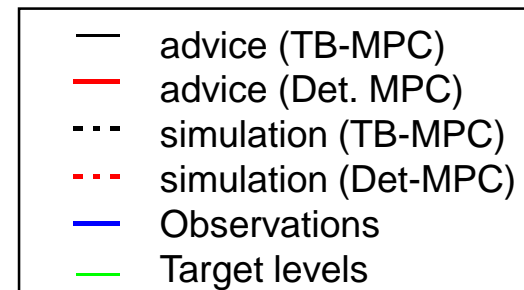 advice (TB-MPC)
advice (Det. MPC)
simulation (TB-MPC)
simulation (Det-MPC)
Observations
Target levels